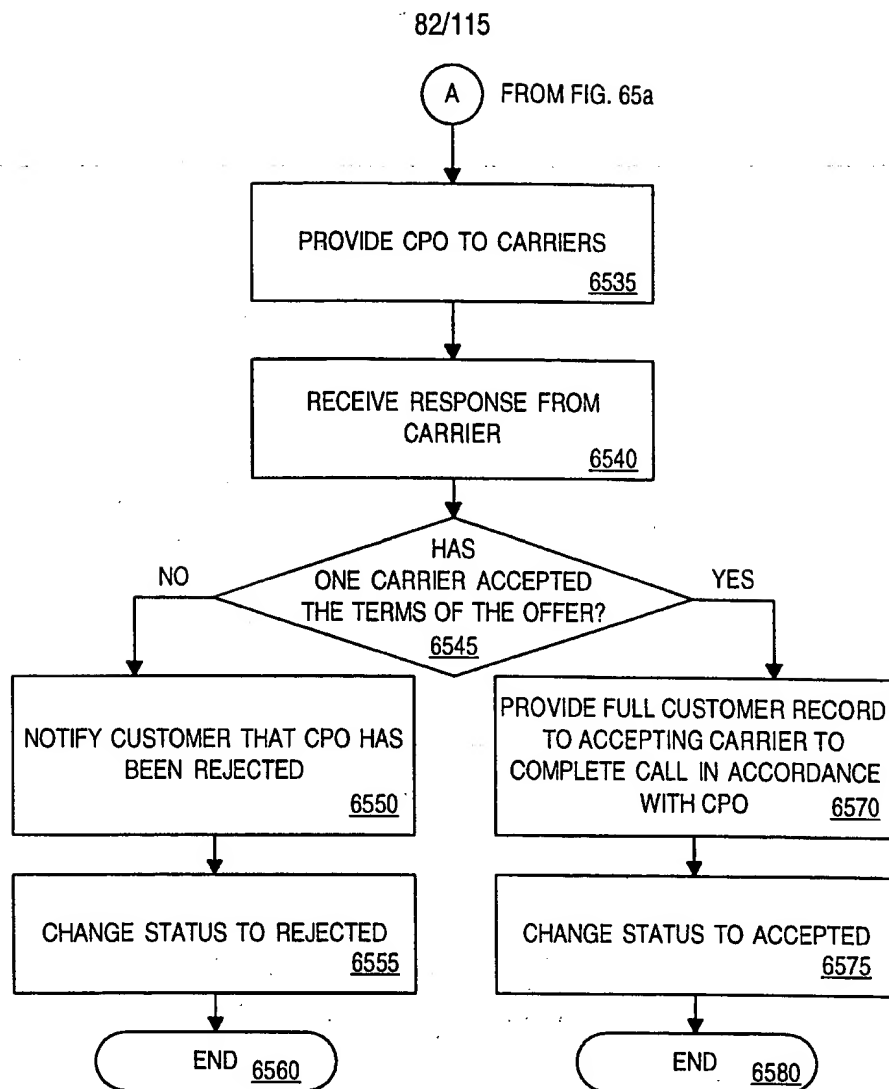 82/115
A
FROM FIG. 65a
PROVIDE CPO TO CARRIERS
6535
RECEIVE RESPONSE FROM
CARRIER
6540
HAS
ONE CARRIER ACCEPTED
THE TERMS OF THE OFFER?
6545
NO
YES
NOTIFY CUSTOMER THAT CPO HAS
BEEN REJECTED
6550
PROVIDE FULL CUSTOMER RECORD
TO ACCEPTING CARRIER TO
COMPLETE CALL IN ACCORDANCE
WITH CPO
6570
CHANGE STATUS TO REJECTED
6555
CHANGE STATUS TO ACCEPTED
6575
END 6560
END 6580